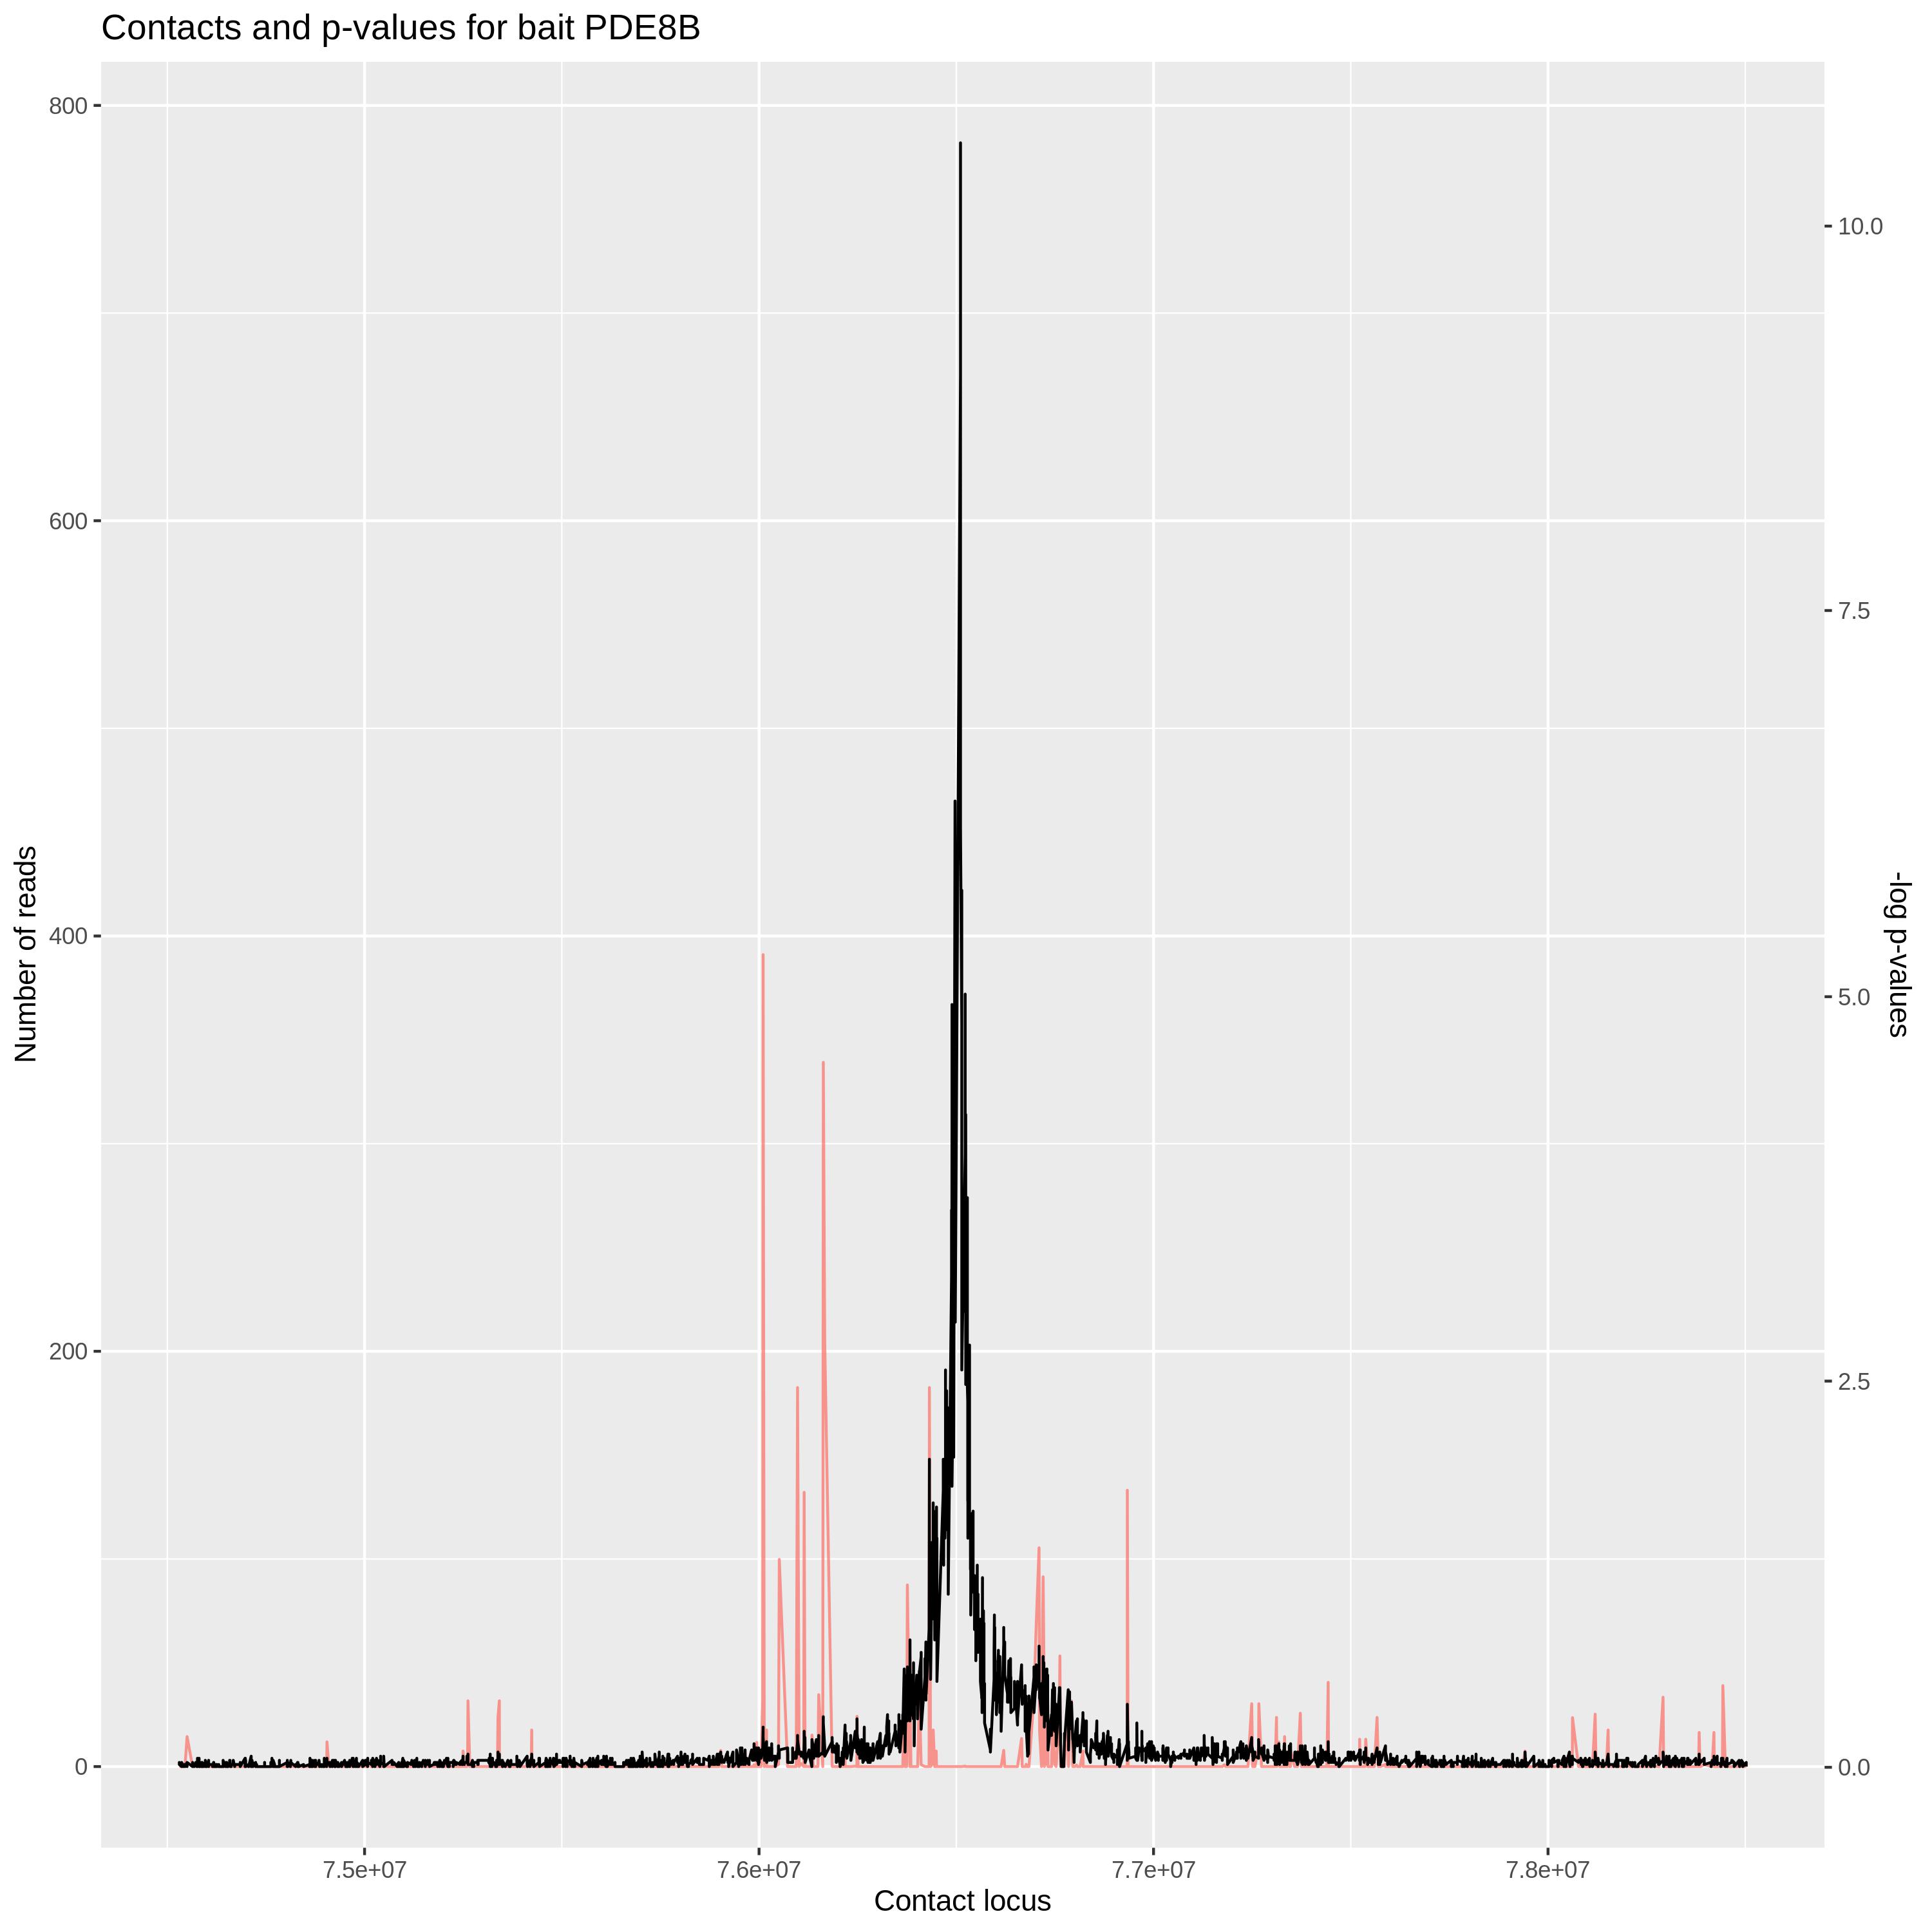 Contacts and p-values for bait PDE8B
800
600
400
200
0
Number of reads
10.0
7.5
5.0
2.5
0.0
-log p-values
7.5e+07
7.6e+07
7.7e+07
7.8e+07
Contact locus